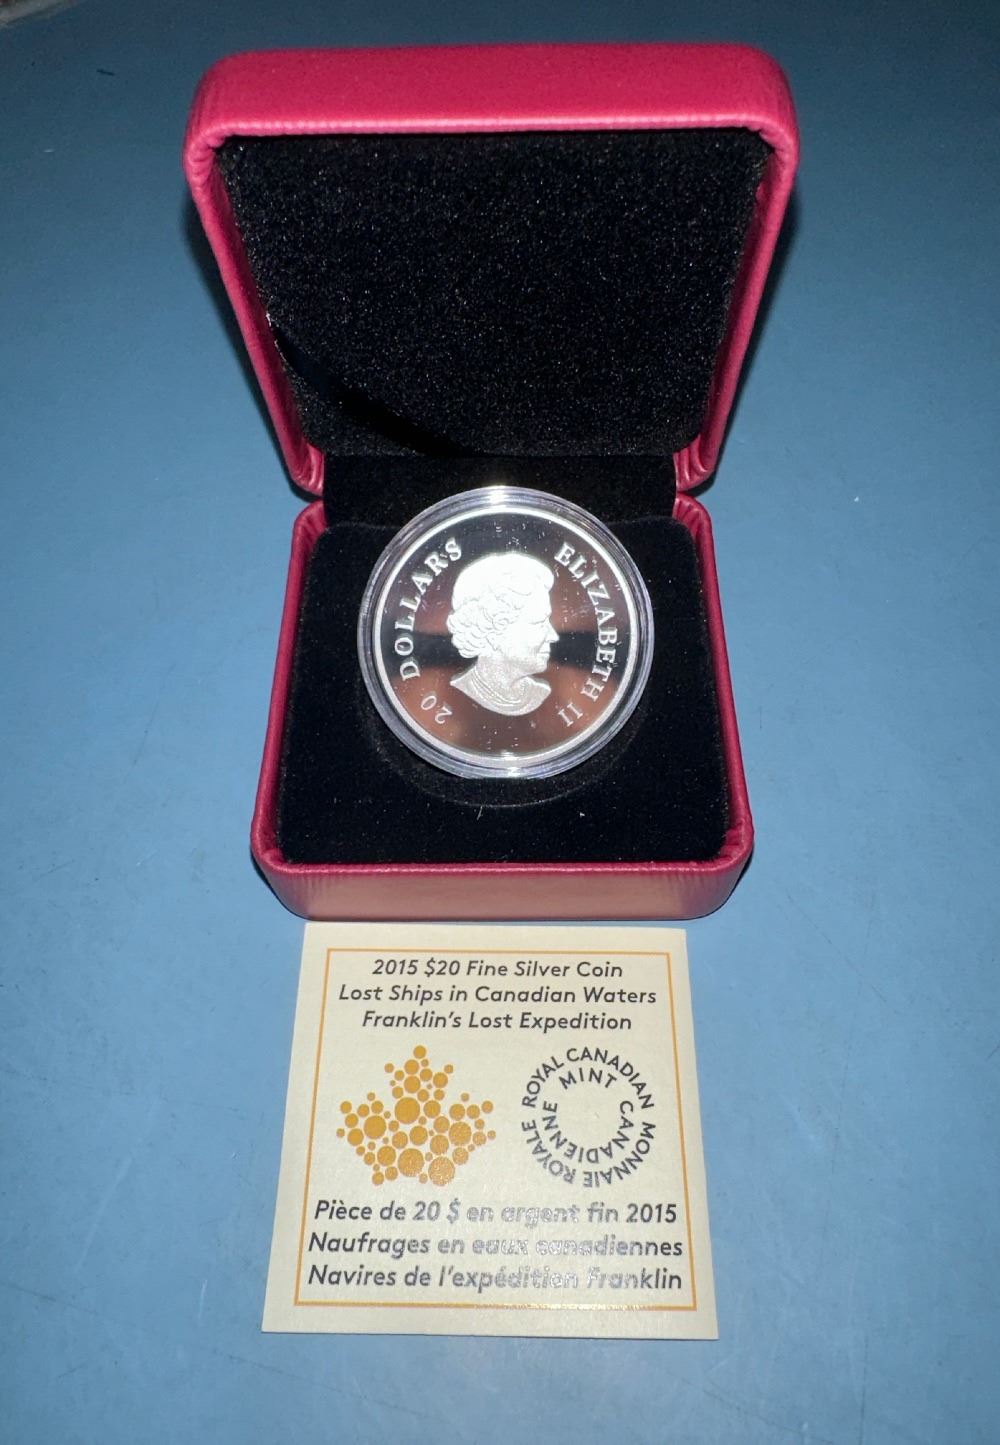 20 DOLLARS
ELIZABETH II
2015 $20 Fine Silver Coin
Lost Ships in Canadian Waters
Franklin's Lost Expedition
ROYAL CANADIAN MINT
MONNAIE ROYALE CANADIENNE
Pièce de 20 $ en argent fin 2015
Naufrages en eaux canadiennes
Navires de l'expédition Franklin